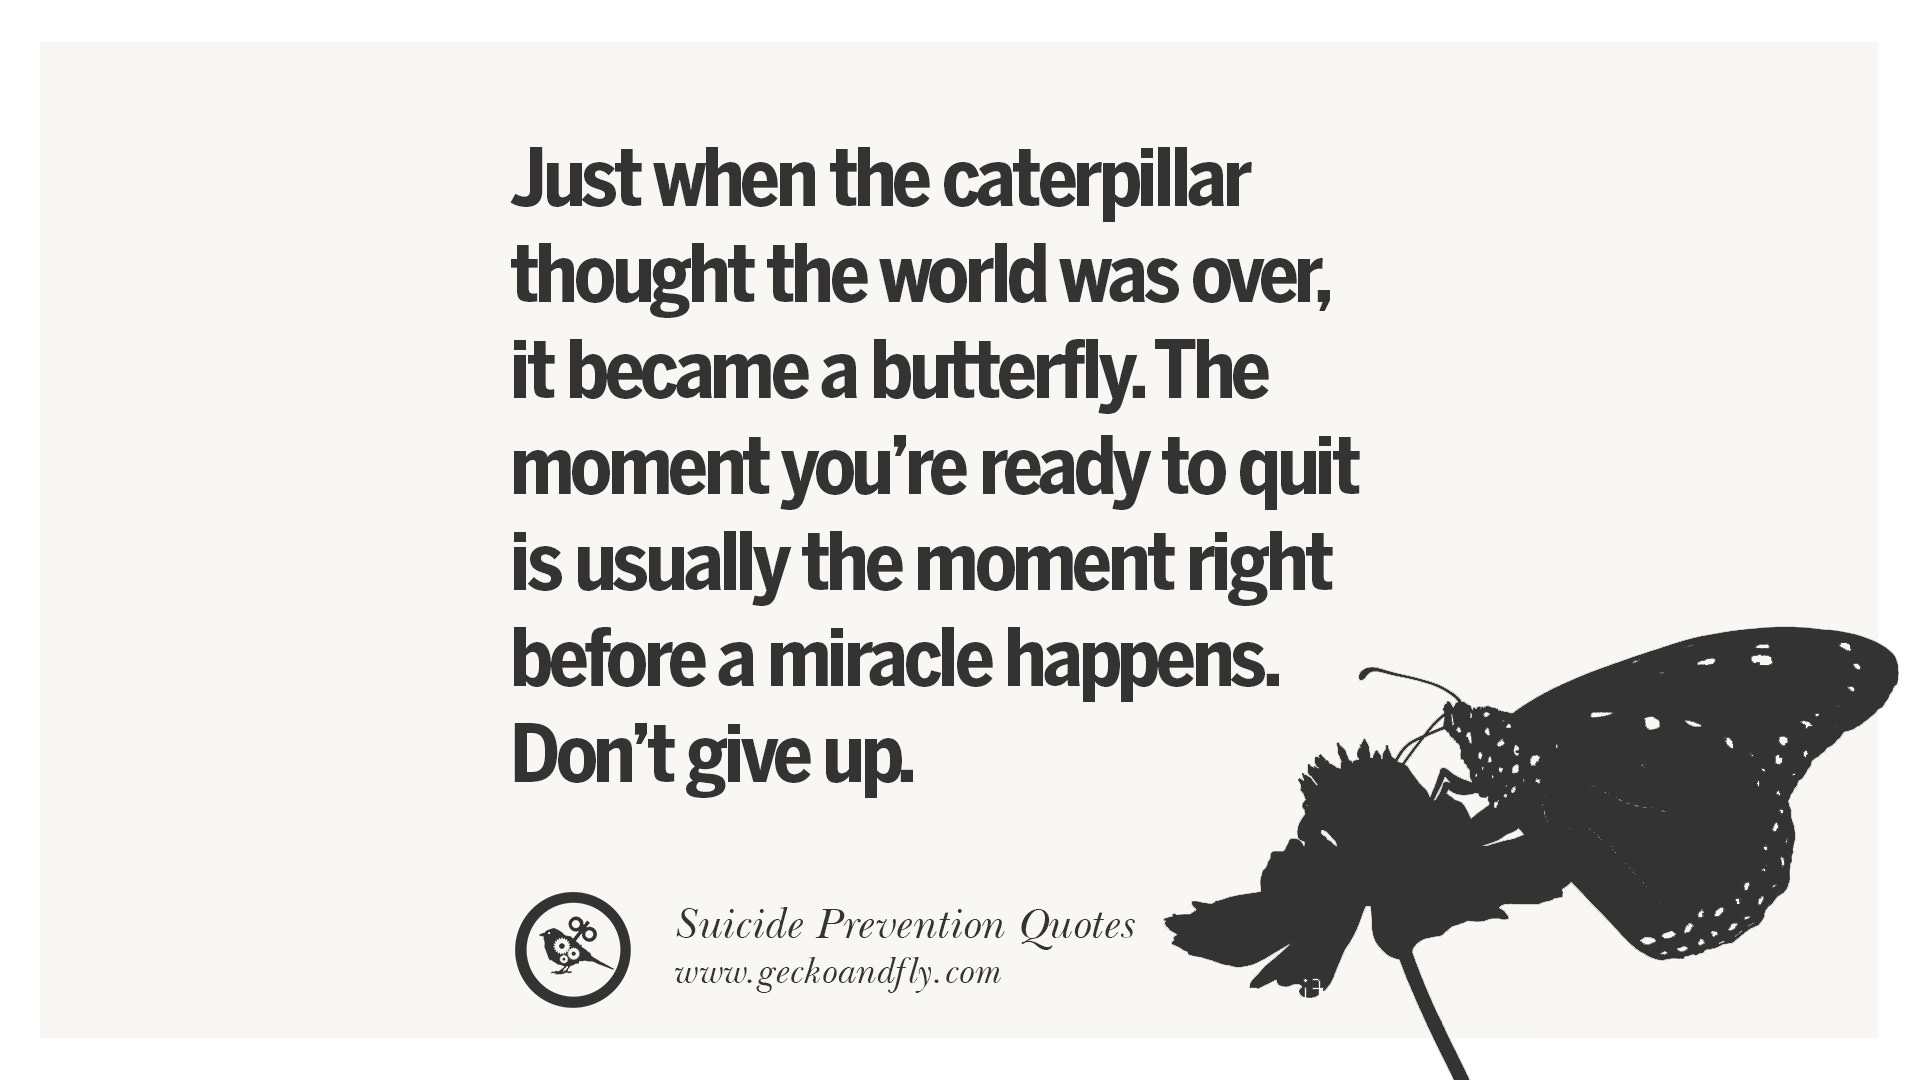 Just when the caterpillar
thought the world was over,
it became a butterfly. The
moment you’re ready to quit
is usually the moment right
before a miracle happens.
Don’t give up.
Suicide Prevention Quotes
www.geckoandfly.com